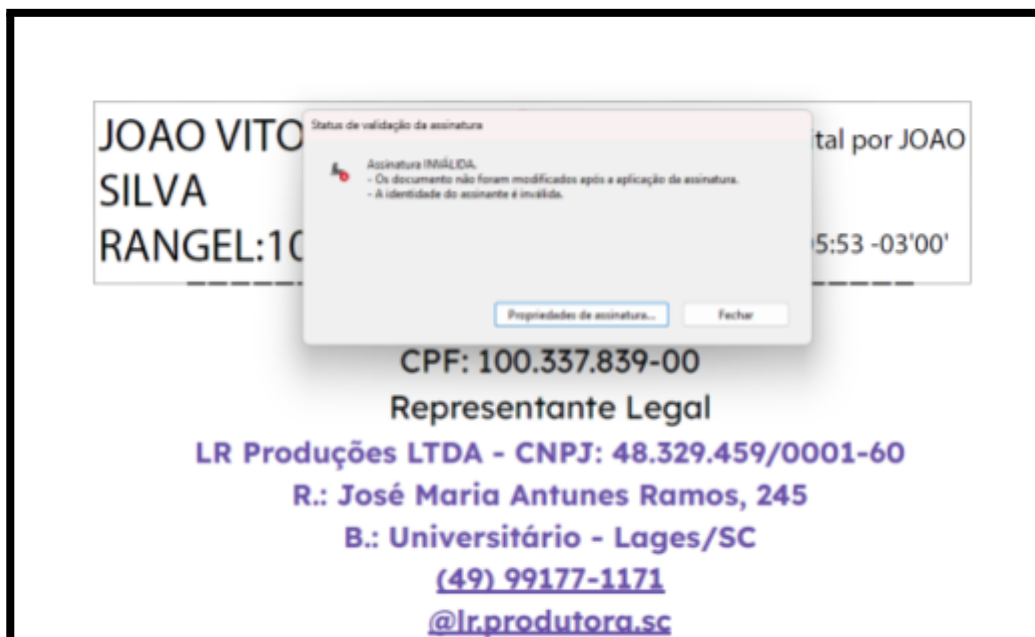 JOAO VITO
SILVA
RANGEL:10
tal por JOAO
5:53 -03'00'
Status de validação da assinatura
Assinatura INVÁLIDA.
- Os documento não foram modificados após a aplicação da assinatura.
- A identidade do assinante é inválida.
Propriedades de assinatura...
Fechar
CPF: 100.337.839-00
Representante Legal
LR Produções LTDA - CNPJ: 48.329.459/0001-60
R.: José Maria Antunes Ramos, 245
B.: Universitário - Lages/SC
(49) 99177-1171
@lr.produtora.sc